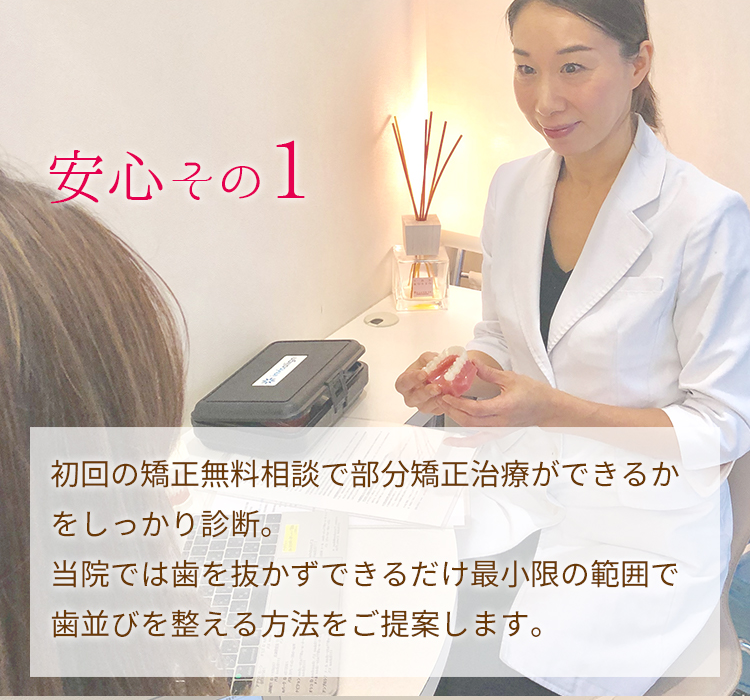 安心その1
初回の矯正無料相談で部分矯正治療ができるか
をしっかり診断。
当院では歯を抜かずできるだけ最小限の範囲で
歯並びを整える方法をご提案します。